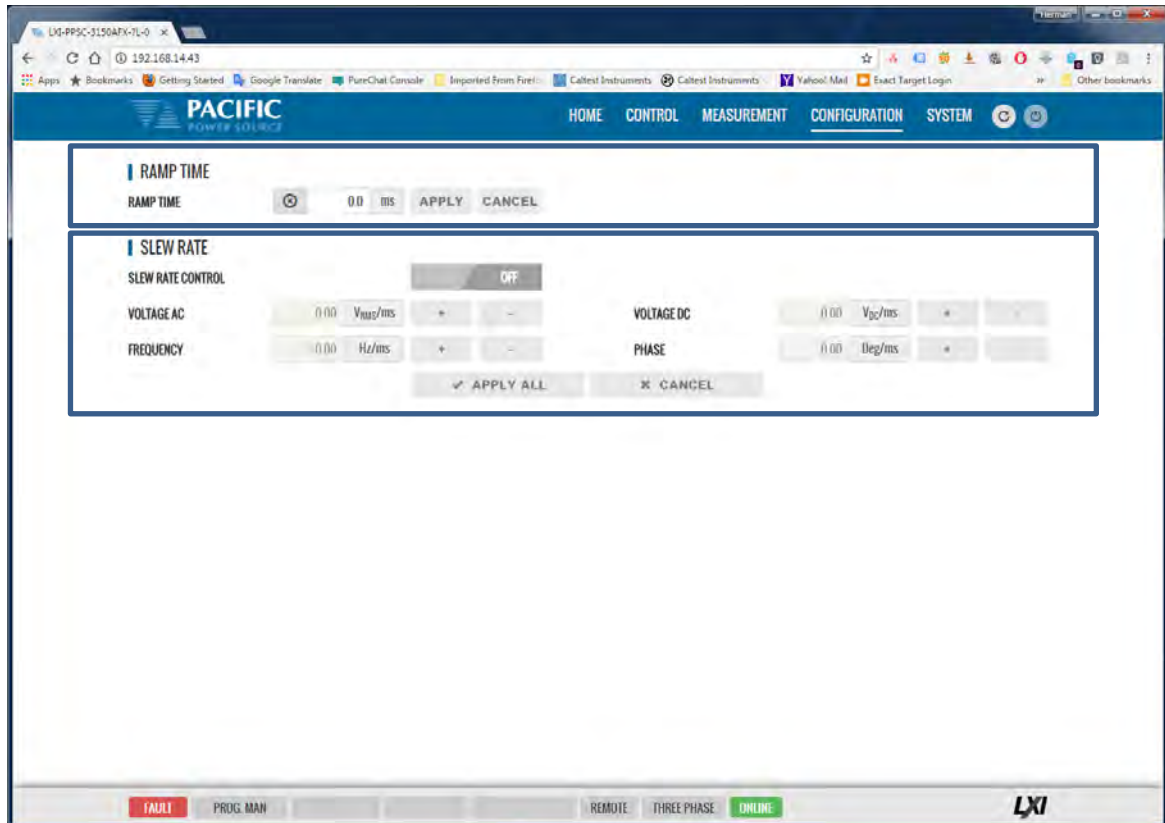 Herman
LXI-PPSC-3150AFX-7L-0
192.168.14.43
Apps Bookmarks Getting Started Google Translate PureChat Console Imported From Firef Caltest Instruments Caltest Instruments Yahoo! Mail Exact Target Login Other bookmarks
PACIFIC
POWER SOURCE
HOME CONTROL MEASUREMENT CONFIGURATION SYSTEM
RAMP TIME
RAMP TIME 0.0 ms APPLY CANCEL
SLEW RATE
SLEW RATE CONTROL OFF
VOLTAGE AC 0.00 VRMS/ms + - VOLTAGE DC 0.00 VDC/ms + -
FREQUENCY 0.00 Hz/ms + - PHASE 0.00 Deg/ms +
✔ APPLY ALL ✖ CANCEL
FAULT PROG. MAN REMOTE THREE PHASE ONLINE LXI